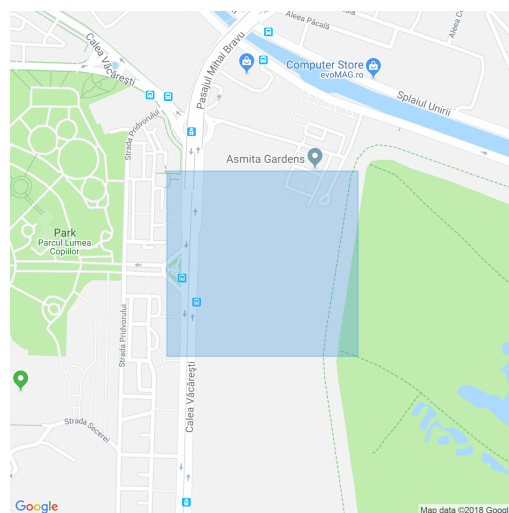 Aleea Păcală
Aleea C
Calea Văcărești
Pasajul Mihai Bravu
Computer Store
evoMAG.ro
Splaiul Unirii
Strada Pridvorului
Asmita Gardens
Park
Parcul Lumea
Copiilor
Strada Pridvorului
Calea Văcărești
Strada Secerei
Google
Map data ©2018 Googl